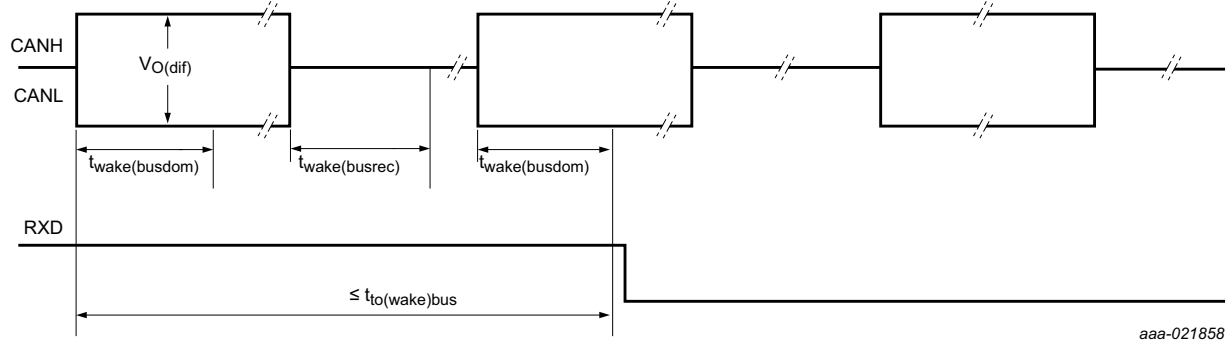 CANH
V_O(dif)
CANL
t_wake(busdom)
t_wake(busrec)
t_wake(busdom)
RXD
≤ t_to(wake)bus
aaa-021858